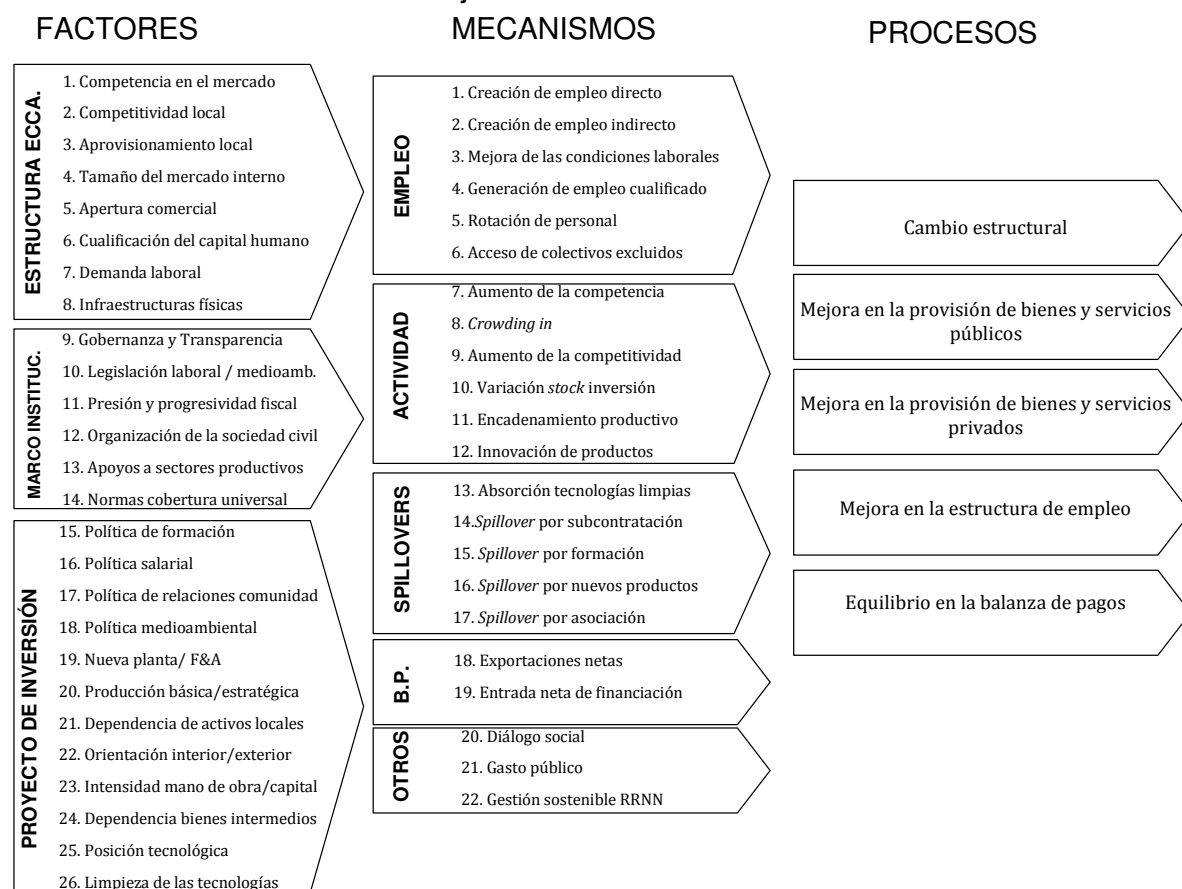 FACTORES
ESTRUCTURA ECCA.
1. Competencia en el mercado
2. Competitividad local
3. Aprovisionamiento local
4. Tamaño del mercado interno
5. Apertura comercial
6. Cualificación del capital humano
7. Demanda laboral
8. Infraestructuras físicas
MARCO INSTITUC.
9. Gobernanza y Transparencia
10. Legislación laboral / medioamb.
11. Presión y progresividad fiscal
12. Organización de la sociedad civil
13. Apoyos a sectores productivos
14. Normas cobertura universal
PROYECTO DE INVERSIÓN
15. Política de formación
16. Política salarial
17. Política de relaciones comunidad
18. Política medioambiental
19. Nueva planta/ F&A
20. Producción básica/estratégica
21. Dependencia de activos locales
22. Orientación interior/exterior
23. Intensidad mano de obra/capital
24. Dependencia bienes intermedios
25. Posición tecnológica
26. Limpieza de las tecnologías
MECANISMOS
EMPLEO
1. Creación de empleo directo
2. Creación de empleo indirecto
3. Mejora de las condiciones laborales
4. Generación de empleo cualificado
5. Rotación de personal
6. Acceso de colectivos excluidos
ACTIVIDAD
7. Aumento de la competencia
8. Crowding in
9. Aumento de la competitividad
10. Variación stock inversión
11. Encadenamiento productivo
12. Innovación de productos
SPILLOVERS
13. Absorción tecnologías limpias
14.Spillover por subcontratación
15. Spillover por formación
16. Spillover por nuevos productos
17. Spillover por asociación
B.P.
18. Exportaciones netas
19. Entrada neta de financiación
OTROS
20. Diálogo social
21. Gasto público
22. Gestión sostenible RRNN
PROCESOS
Cambio estructural
Mejora en la provisión de bienes y servicios
públicos
Mejora en la provisión de bienes y servicios
privados
Mejora en la estructura de empleo
Equilibrio en la balanza de pagos